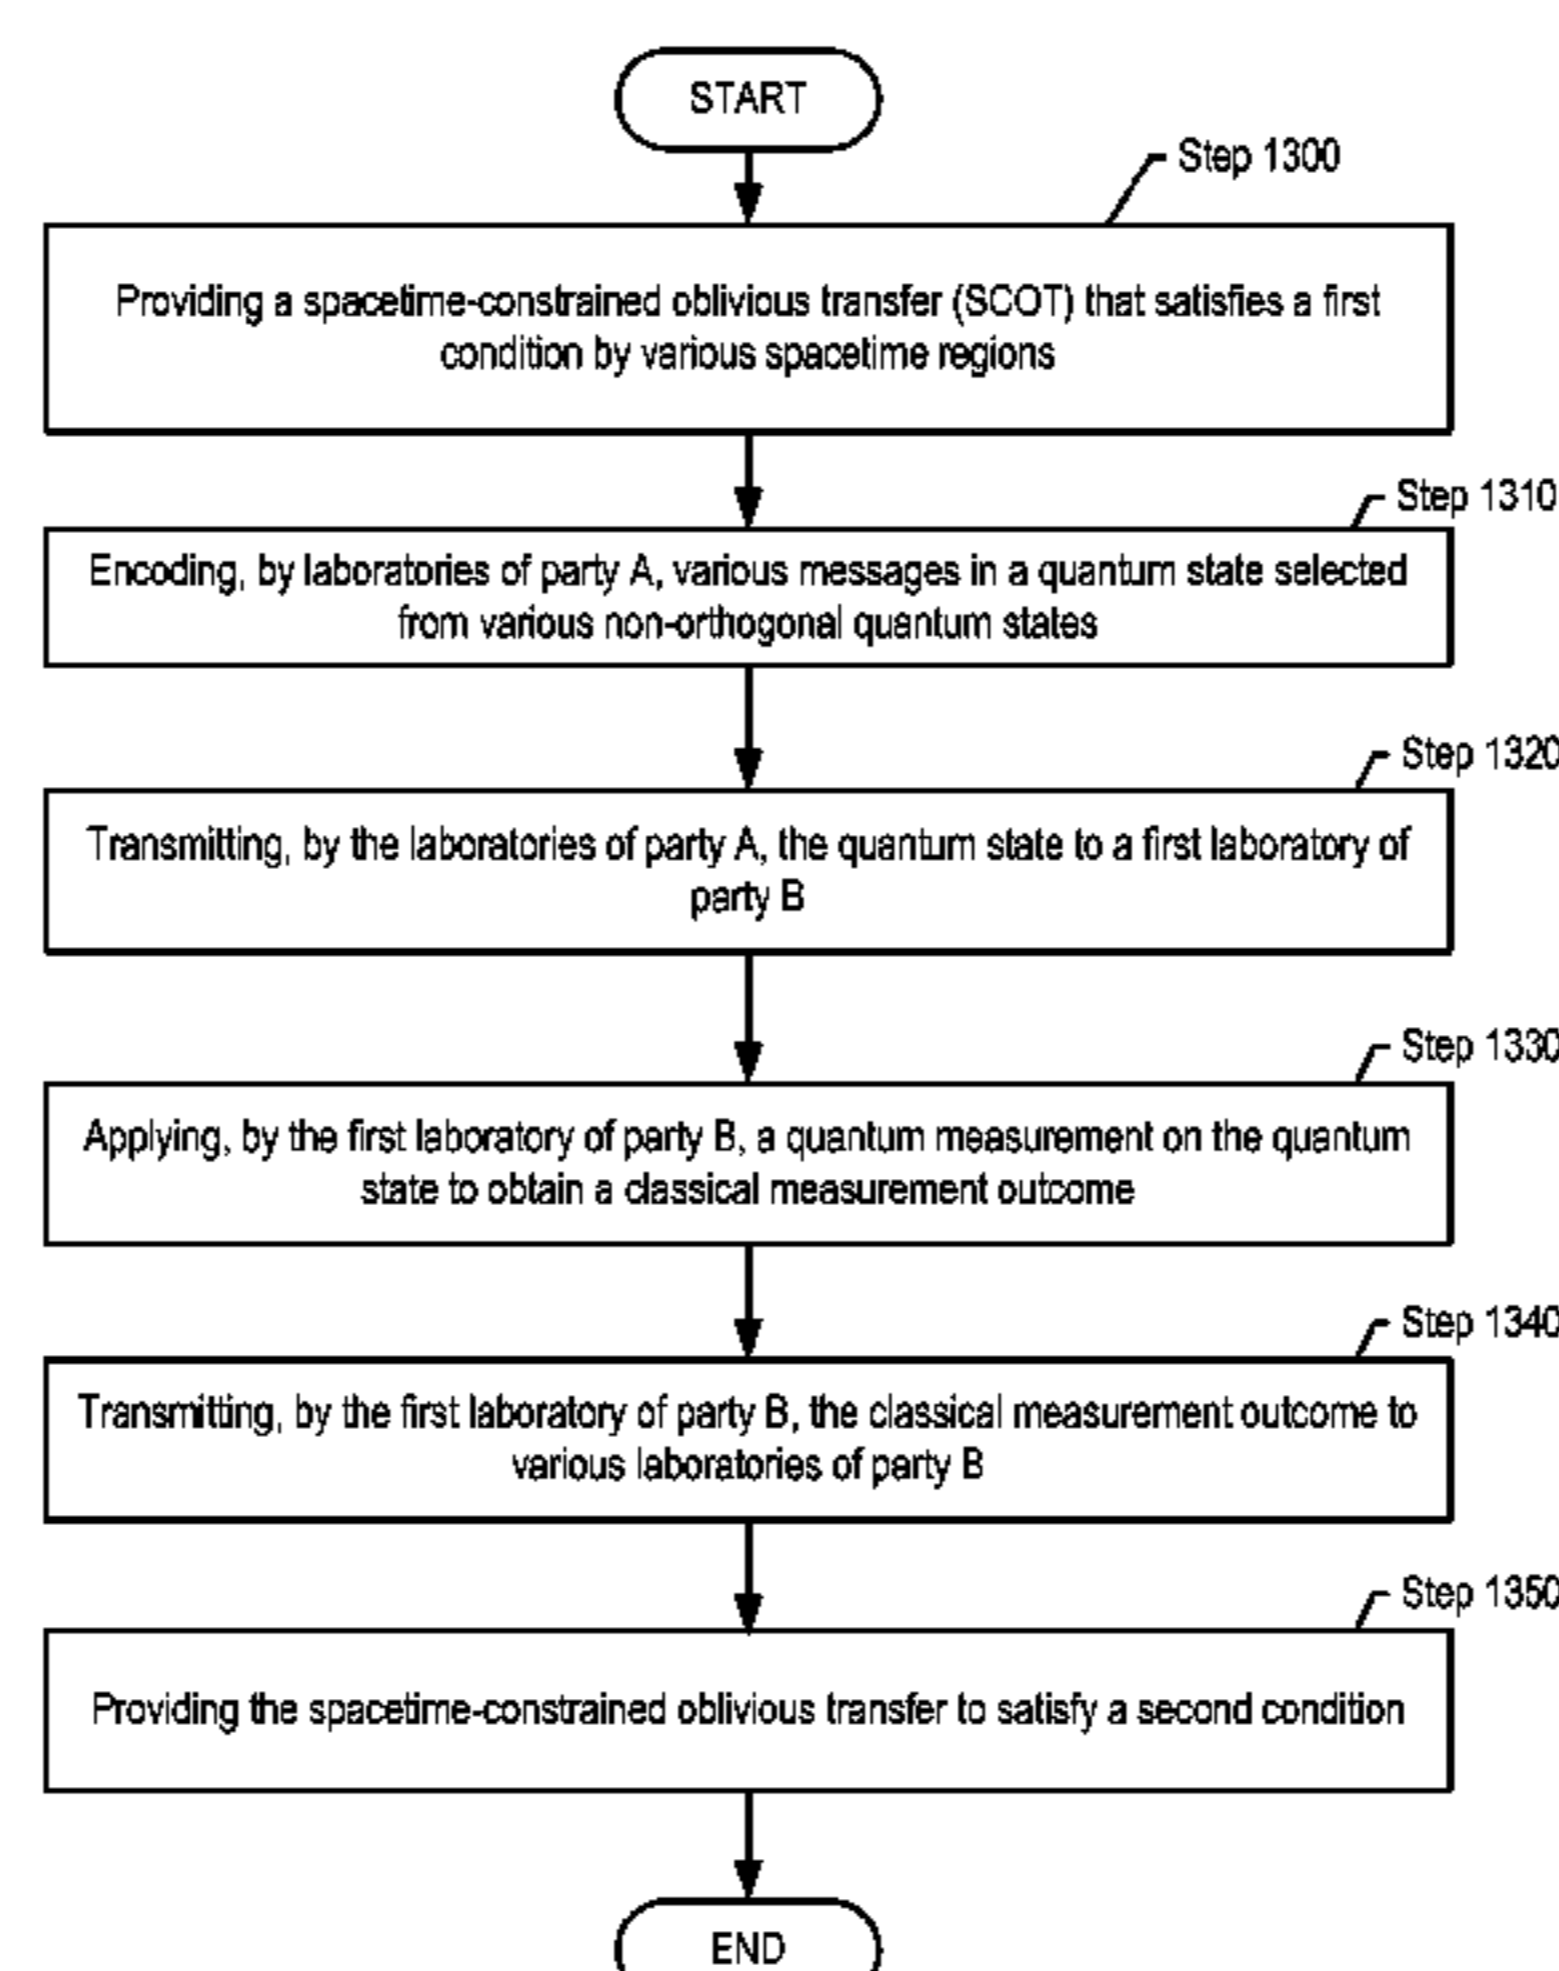 START
Step 1300
Providing a spacetime-constrained oblivious transfer (SCOT) that satisfies a first
condition by various spacetime regions
Step 1310
Encoding, by laboratories of party A, various messages in a quantum state selected
from various non-orthogonal quantum states
Step 1320
Transmitting, by the laboratories of party A, the quantum state to a first laboratory of
party B
Step 1330
Applying, by the first laboratory of party B, a quantum measurement on the quantum
state to obtain a classical measurement outcome
Step 1340
Transmitting, by the first laboratory of party B, the classical measurement outcome to
various laboratories of party B
Step 1350
Providing the spacetime-constrained oblivious transfer to satisfy a second condition
END